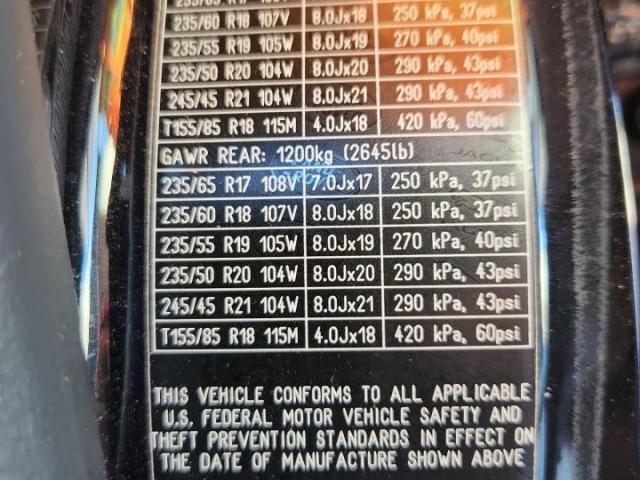 235/60 R18 107V 8.0Jx18 250 kPa, 37psi
235/55 R19 105W 8.0Jx19 270 kPa, 40psi
235/50 R20 104W 8.0Jx20 290 kPa, 43psi
245/45 R21 104W 8.0Jx21 290 kPa, 43psi
T155/85 R18 115M 4.0Jx18 420 kPa, 60psi
GAWR REAR: 1200kg (2645lb)
235/65 R17 108V 7.0Jx17 250 kPa, 37psi
235/60 R18 107V 8.0Jx18 250 kPa, 37psi
235/55 R19 105W 8.0Jx19 270 kPa, 40psi
235/50 R20 104W 8.0Jx20 290 kPa, 43psi
245/45 R21 104W 8.0Jx21 290 kPa, 43psi
T155/85 R18 115M 4.0Jx18 420 kPa, 60psi
THIS VEHICLE CONFORMS TO ALL APPLICABLE
U.S. FEDERAL MOTOR VEHICLE SAFETY AND
THEFT PREVENTION STANDARDS IN EFFECT ON
THE DATE OF MANUFACTURE SHOWN ABOVE